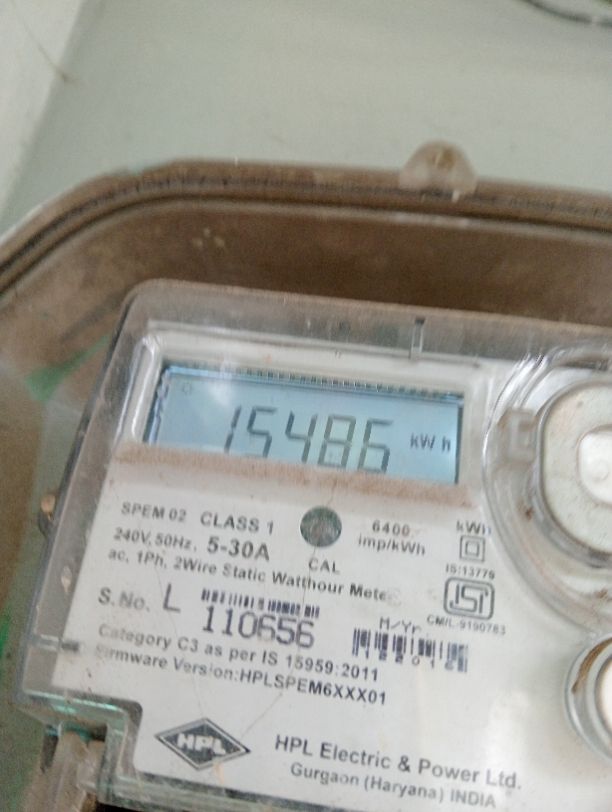 15486 kWh
SPEM 02 CLASS 1
240V, 50Hz, 5-30A
ac, 1Ph, 2Wire Static Watthour Meter
CAL
6400
imp/kWh
kWh
IS:13779
CM/L-9190783
S.No. L 110656
M/Yr.
Category C3 as per IS 15959:2011
Firmware Version:HPLSPEM6XXX01
HPL
HPL Electric & Power Ltd.
Gurgaon (Haryana) INDIA